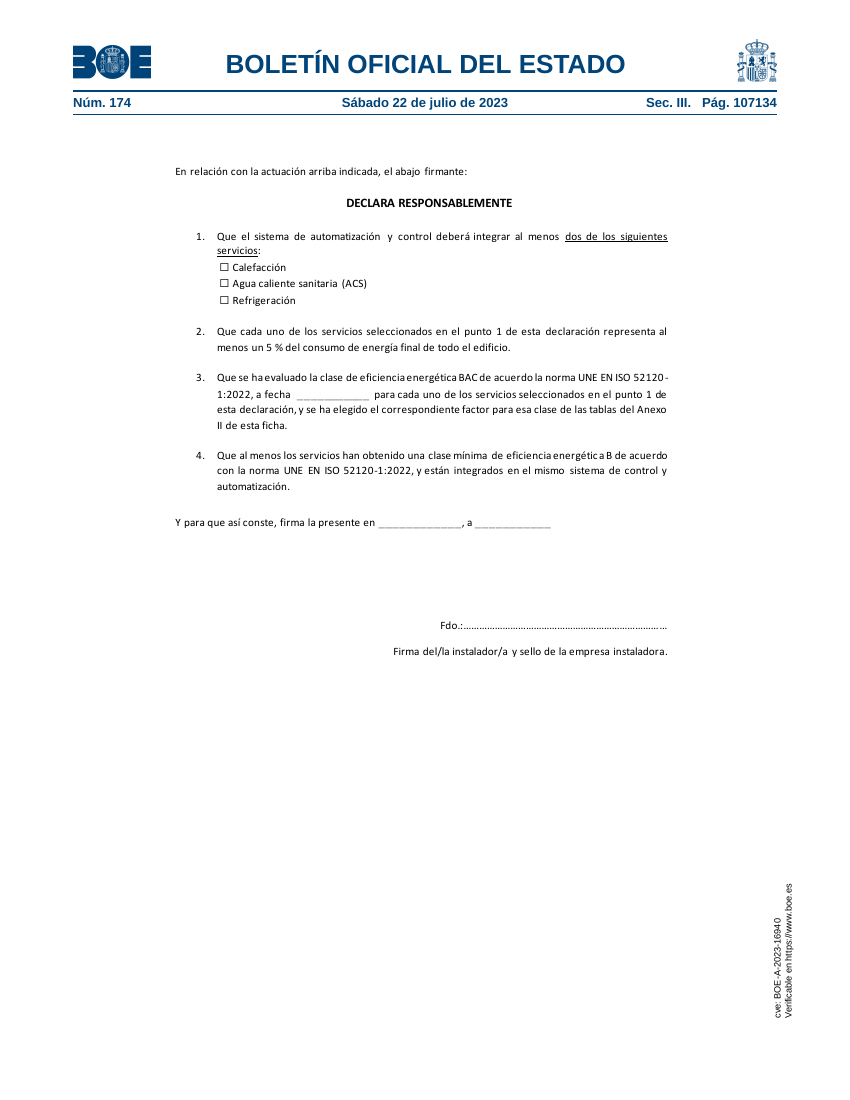 BOE
BOLETÍN OFICIAL DEL ESTADO
Núm. 174 Sábado 22 de julio de 2023 Sec. III. Pág. 107134
En relación con la actuación arriba indicada, el abajo firmante:
DECLARA RESPONSABLEMENTE
1. Que el sistema de automatización y control deberá integrar al menos dos de los siguientes
servicios:
☐ Calefacción
☐ Agua caliente sanitaria (ACS)
☐ Refrigeración
2. Que cada uno de los servicios seleccionados en el punto 1 de esta declaración representa al
menos un 5 % del consumo de energía final de todo el edificio.
3. Que se ha evaluado la clase de eficiencia energética BAC de acuerdo la norma UNE EN ISO 52120-
1:2022, a fecha ____________ para cada uno de los servicios seleccionados en el punto 1 de
esta declaración, y se ha elegido el correspondiente factor para esa clase de las tablas del Anexo
II de esta ficha.
4. Que al menos los servicios han obtenido una clase mínima de eficiencia energética B de acuerdo
con la norma UNE EN ISO 52120-1:2022, y están integrados en el mismo sistema de control y
automatización.
Y para que así conste, firma la presente en ____________, a ___________
Fdo.:……………………………………………………………………
Firma del/la instalador/a y sello de la empresa instaladora.
cve: BOE-A-2023-16940
Verificable en https://www.boe.es